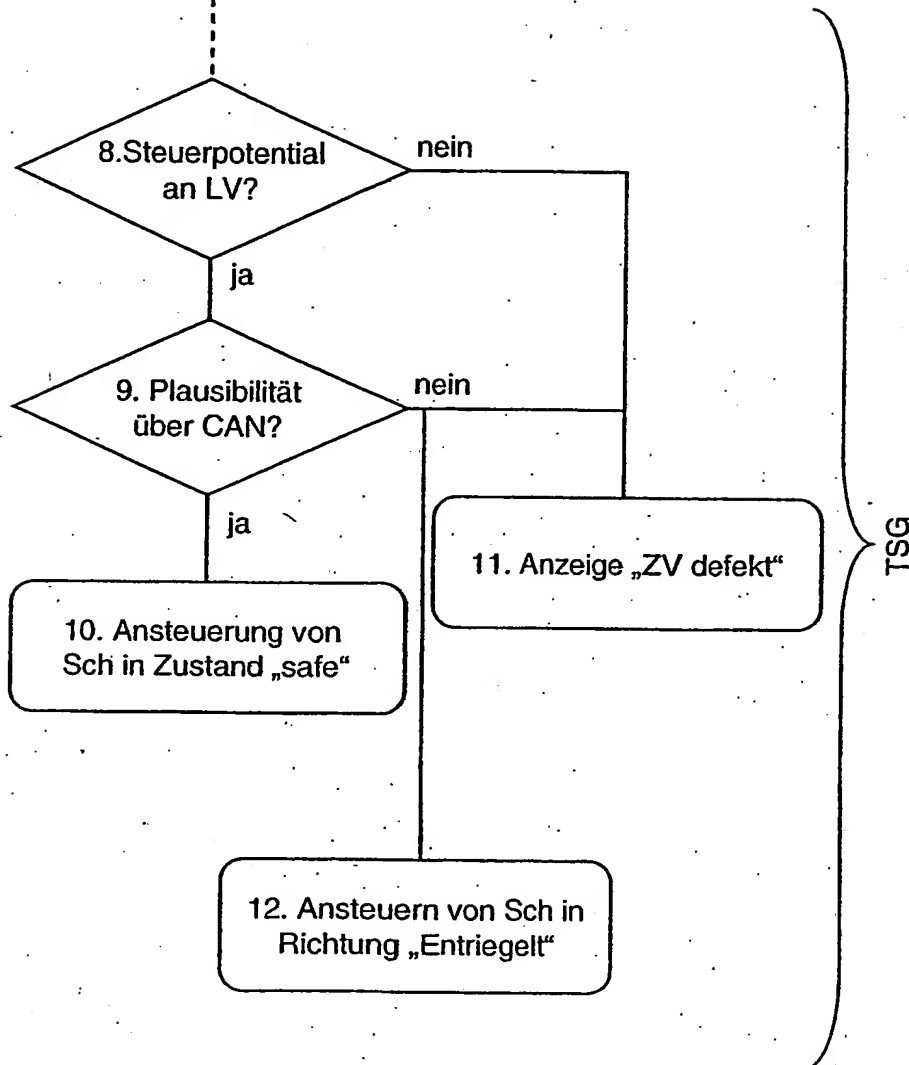 8.Steuerpotential
an LV?
nein
ja
9. Plausibilität
über CAN?
nein
ja
11. Anzeige „ZV defekt“
10. Ansteuerung von
Sch in Zustand „safe“
12. Ansteuern von Sch in
Richtung „Entriegelt“
TSG